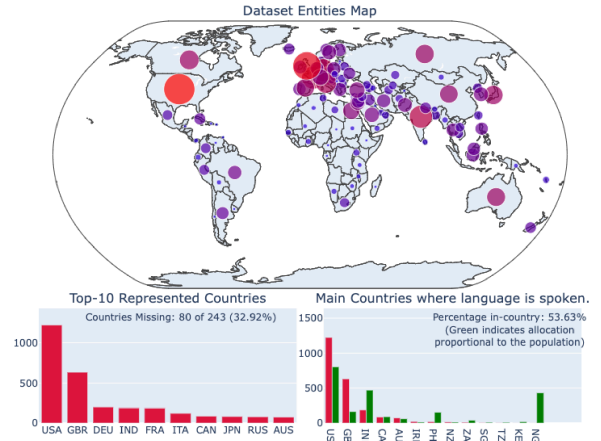 Dataset Entities Map
Top-10 Represented Countries
Countries Missing: 80 of 243 (32.92%)
1000
500
0
USA GBR DEU IND FRA ITA CAN JPN RUS AUS
Main Countries where language is spoken.
Percentage in-country: 53.63%
(Green indicates allocation
proportional to the population)
1500
1000
500
0